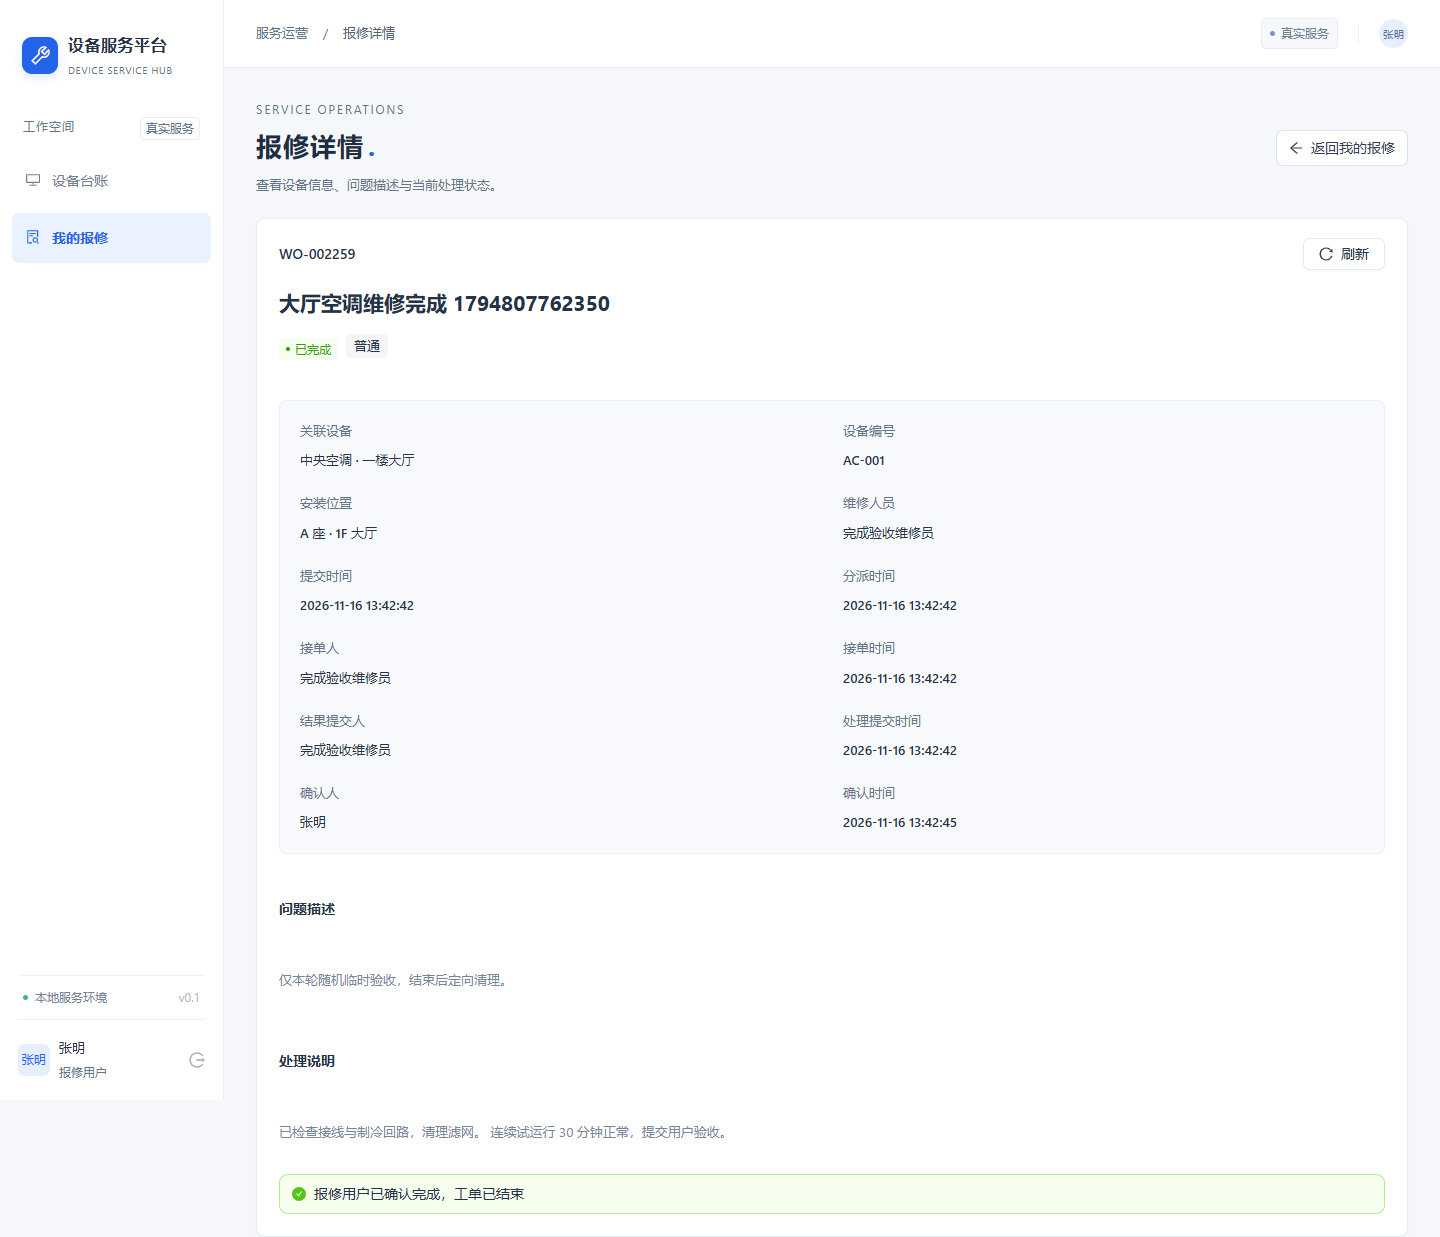 设备服务平台
DEVICE SERVICE HUB
工作空间
真实服务
设备台账
我的报修
本地服务环境
v0.1
张明
张明
报修用户
服务运营 / 报修详情
真实服务
张明
SERVICE OPERATIONS
报修详情.
查看设备信息、问题描述与当前处理状态。
返回我的报修
WO-002259
刷新
大厅空调维修完成 1794807762350
已完成
普通
关联设备
中央空调 · 一楼大厅
设备编号
AC-001
安装位置
A 座 · 1F 大厅
维修人员
完成验收维修员
提交时间
2026-11-16 13:42:42
分派时间
2026-11-16 13:42:42
接单人
完成验收维修员
接单时间
2026-11-16 13:42:42
结果提交人
完成验收维修员
处理提交时间
2026-11-16 13:42:42
确认人
张明
确认时间
2026-11-16 13:42:45
问题描述
仅本轮随机临时验收，结束后定向清理。
处理说明
已检查接线与制冷回路，清理滤网。 连续试运行 30 分钟正常，提交用户验收。
报修用户已确认完成，工单已结束